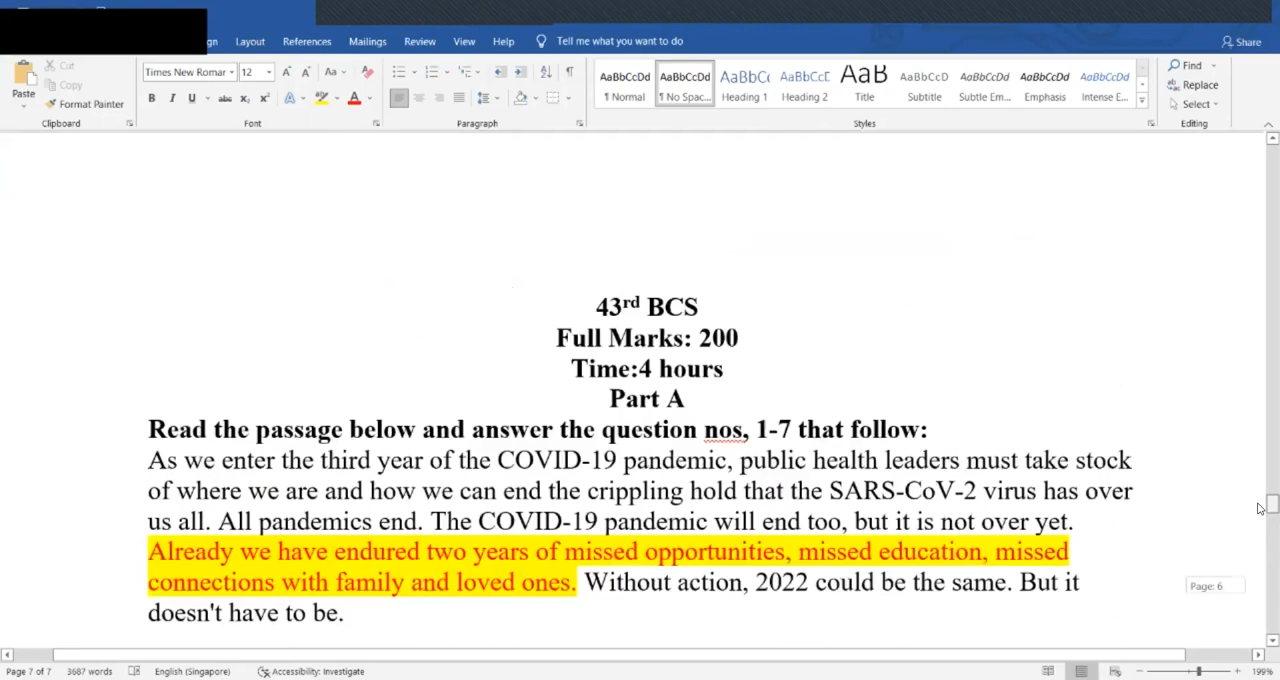 gn Layout References Mailings Review View Help Tell me what you want to do Share
Cut
Copy
Paste Format Painter
Clipboard
Times New Romar 12 Aa
B I U abc x₂ x² A A
Font
Paragraph
AaBbCcDd AaBbCcDd AaBbCc AaBbCcE AaB AaBbCcD AaBbCcDd AaBbCcDd AaBbCcDd
¶ Normal ¶ No Spac... Heading 1 Heading 2 Title Subtitle Subtle Em... Emphasis Intense E...
Styles
Find
Replace
Select
Editing
43rd BCS
Full Marks: 200
Time:4 hours
Part A
Read the passage below and answer the question nos, 1-7 that follow:
As we enter the third year of the COVID-19 pandemic, public health leaders must take stock
of where we are and how we can end the crippling hold that the SARS-CoV-2 virus has over
us all. All pandemics end. The COVID-19 pandemic will end too, but it is not over yet.
Already we have endured two years of missed opportunities, missed education, missed
connections with family and loved ones. Without action, 2022 could be the same. But it
doesn't have to be.
Page: 6
Page 7 of 7 3687 words English (Singapore) Accessibility: Investigate 199%